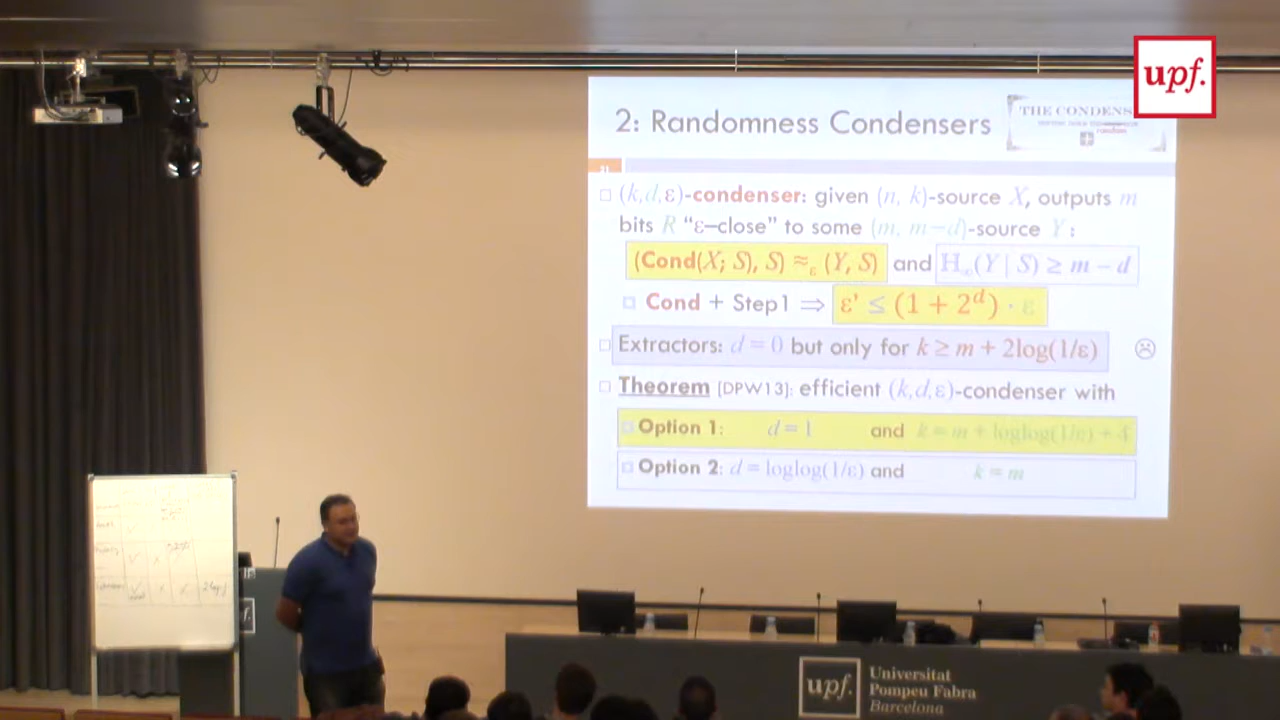 upf.
2: Randomness Condensers
THE CONDENS
random
21
(k,d,ε)-condenser: given (n, k)-source X, outputs m
bits R “ε–close” to some (m, m−d)-source Y :
(Cond(X; S), S) ≈ε (Y, S) and H∞(Y | S) ≥ m − d
Cond + Step1 ⇒ ε’ ≤ (1 + 2^d) · ε
Extractors: d = 0 but only for k ≥ m + 2log(1/ε) ☹
Theorem [DPW13]: efficient (k,d,ε)-condenser with
Option 1: d = 1 and k = m + loglog(1/ε) + 4
Option 2: d = loglog(1/ε) and k = m
upf.
Universitat
Pompeu Fabra
Barcelona